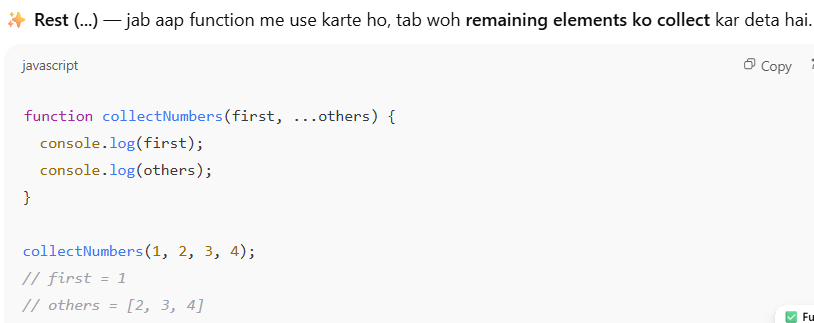 ✨ Rest (...) — jab aap function me use karte ho, tab woh remaining elements ko collect kar deta hai.
javascript
Copy
function collectNumbers(first, ...others) {
  console.log(first);
  console.log(others);
}
collectNumbers(1, 2, 3, 4);
// first = 1
// others = [2, 3, 4]
✅ Fu